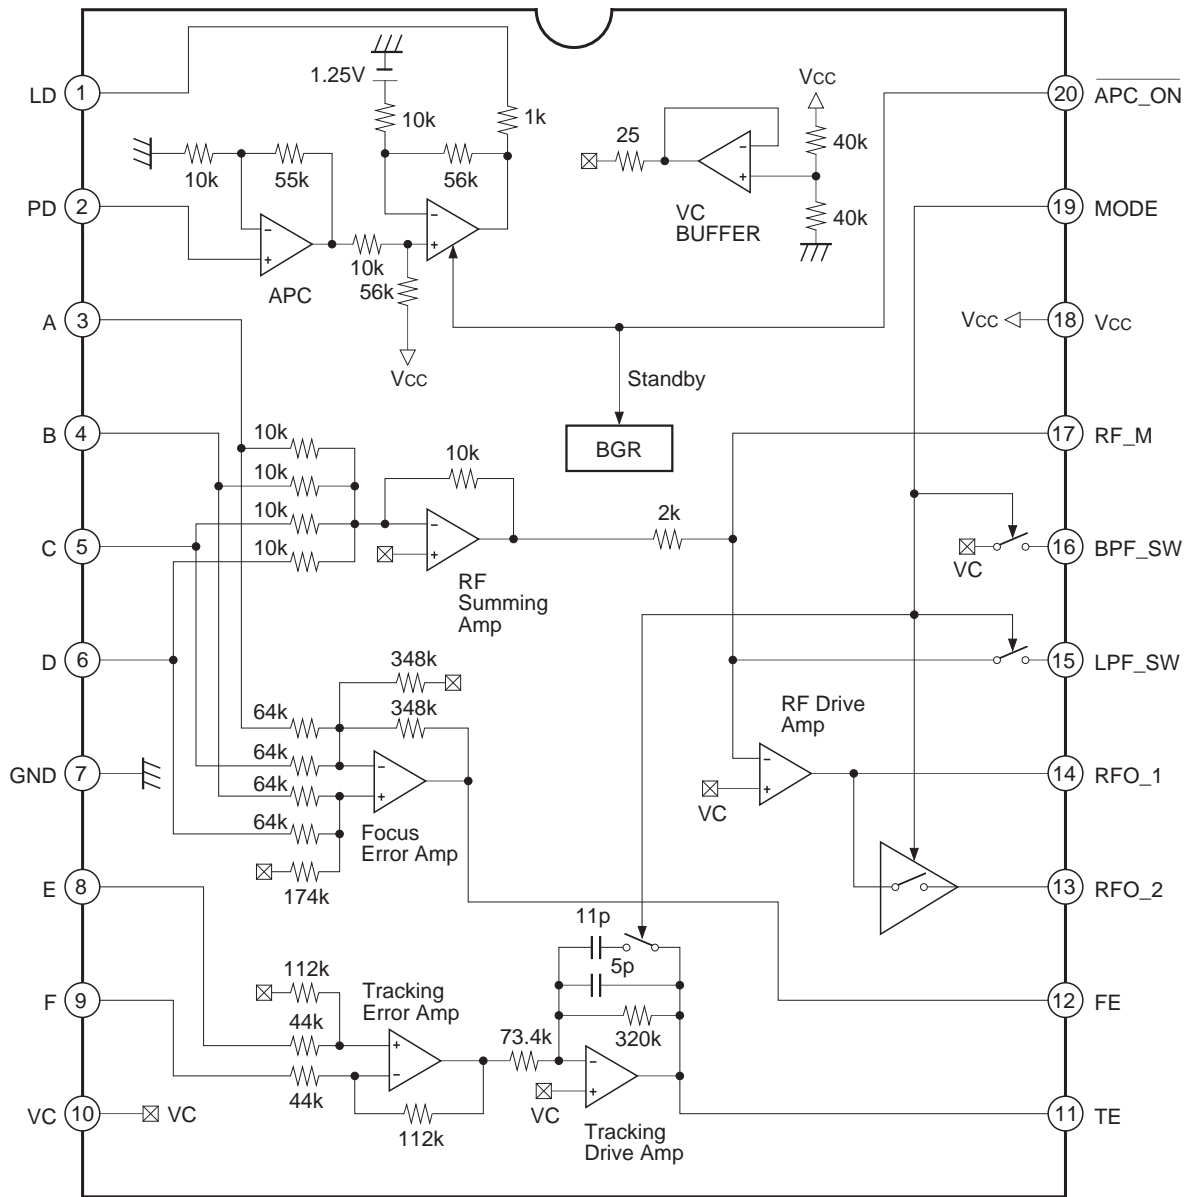 1.25V
VCC
LD 1
20 APC_ON
10k
1k
25
40k
10k
55k
56k
PD 2
19 MODE
40k
VC
BUFFER
10k
APC
56k
A 3
VCC
18 VCC
VCC
Standby
B 4
17 RF_M
10k
BGR
10k
10k
10k
2k
C 5
10k
16 BPF_SW
VC
RF
Summing
Amp
D 6
348k
15 LPF_SW
348k
RF Drive
Amp
64k
64k
GND 7
14 RFO_1
64k
VC
64k
Focus
Error Amp
E 8
174k
13 RFO_2
11p
5p
112k
Tracking
Error Amp
F 9
12 FE
44k
73.4k
320k
44k
VC
VC 10 VC
112k
11 TE
Tracking
Drive Amp